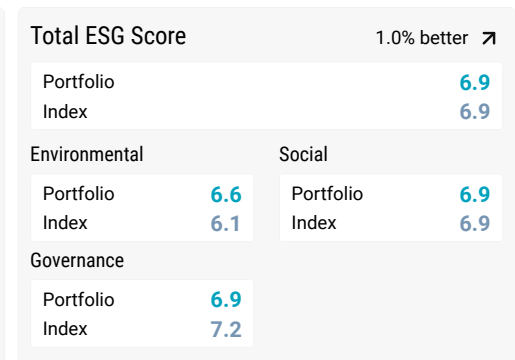 Total ESG Score 1.0% better
Portfolio 6.9
Index 6.9
Environmental
Portfolio 6.6
Index 6.1
Social
Portfolio 6.9
Index 6.9
Governance
Portfolio 6.9
Index 7.2